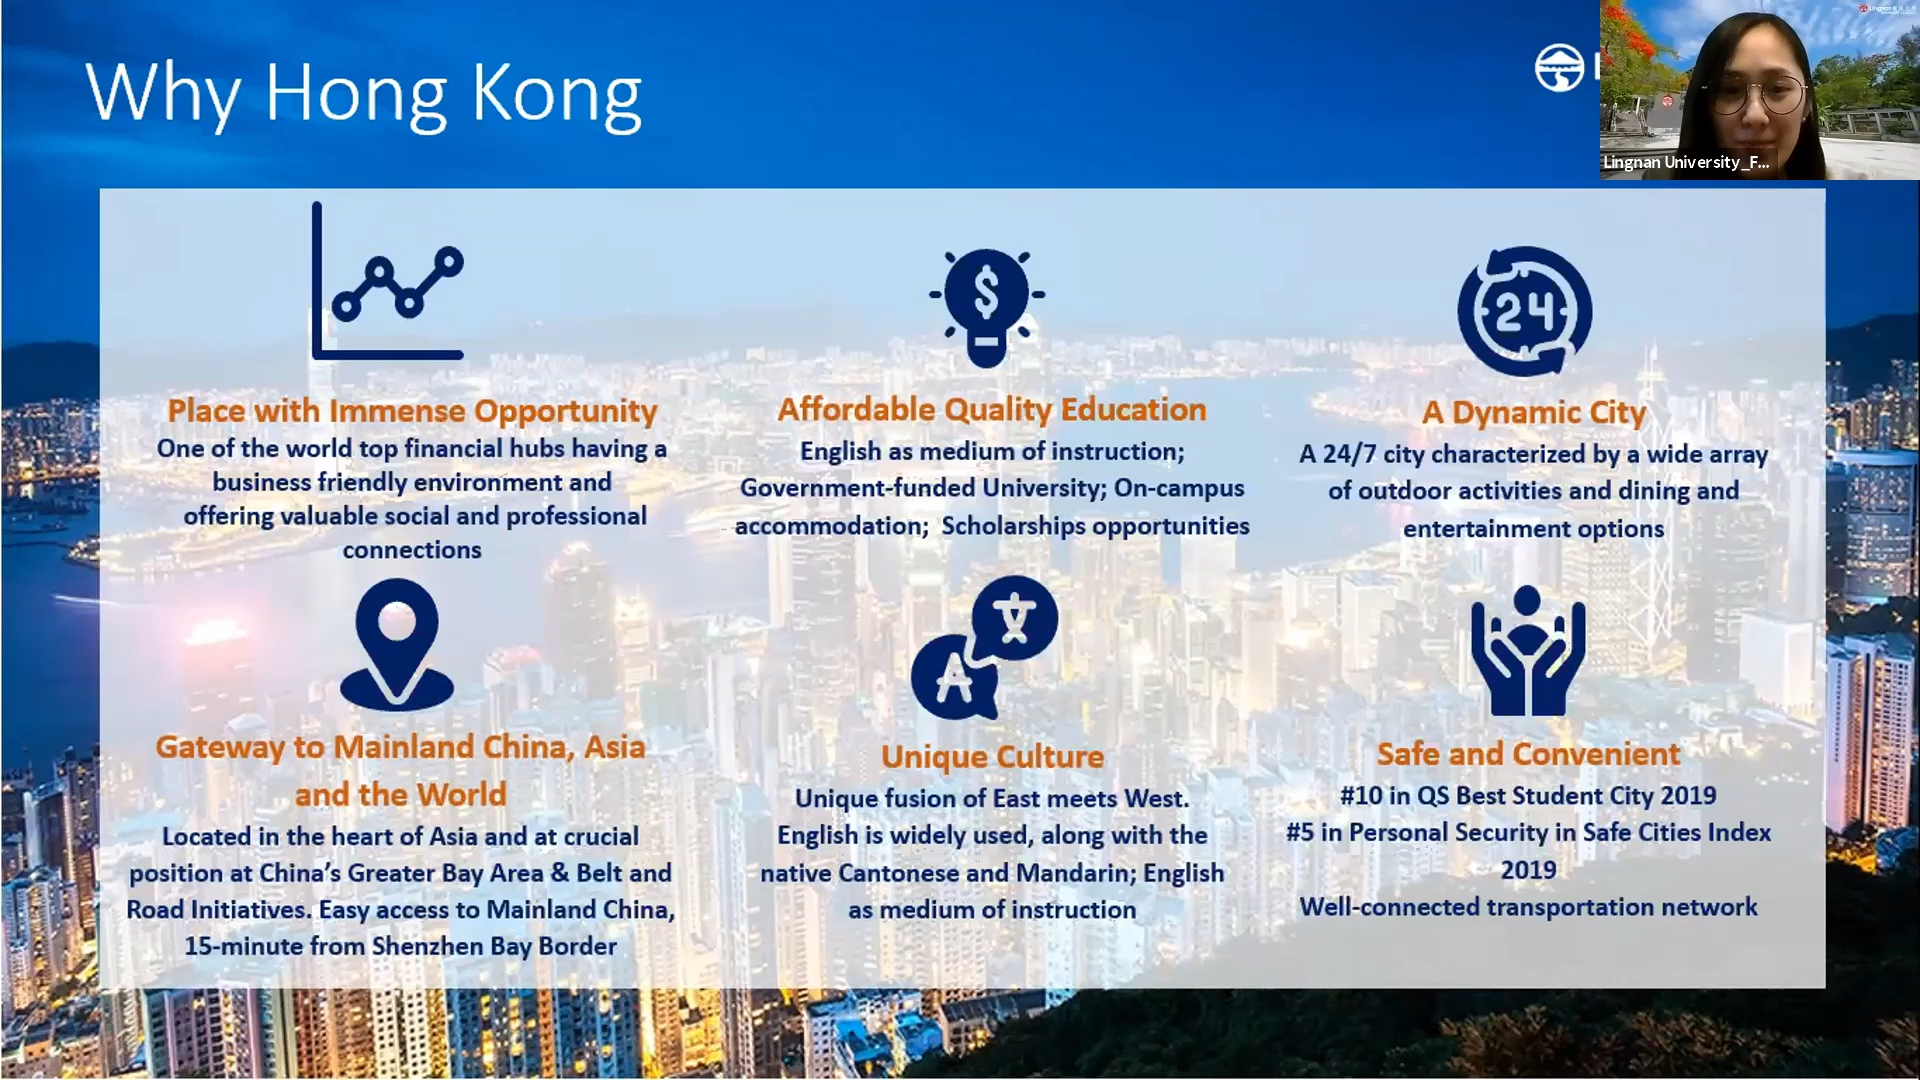 Why Hong Kong
Lingnan University_F...
$
24
Place with Immense Opportunity
One of the world top financial hubs having a
business friendly environment and
offering valuable social and professional
connections
Affordable Quality Education
English as medium of instruction;
Government-funded University; On-campus
accommodation; Scholarships opportunities
A Dynamic City
A 24/7 city characterized by a wide array
of outdoor activities and dining and
entertainment options
文
A
Gateway to Mainland China, Asia
and the World
Located in the heart of Asia and at crucial
position at China’s Greater Bay Area & Belt and
Road Initiatives. Easy access to Mainland China,
15-minute from Shenzhen Bay Border
Unique Culture
Unique fusion of East meets West.
English is widely used, along with the
native Cantonese and Mandarin; English
as medium of instruction
Safe and Convenient
#10 in QS Best Student City 2019
#5 in Personal Security in Safe Cities Index
2019
Well-connected transportation network